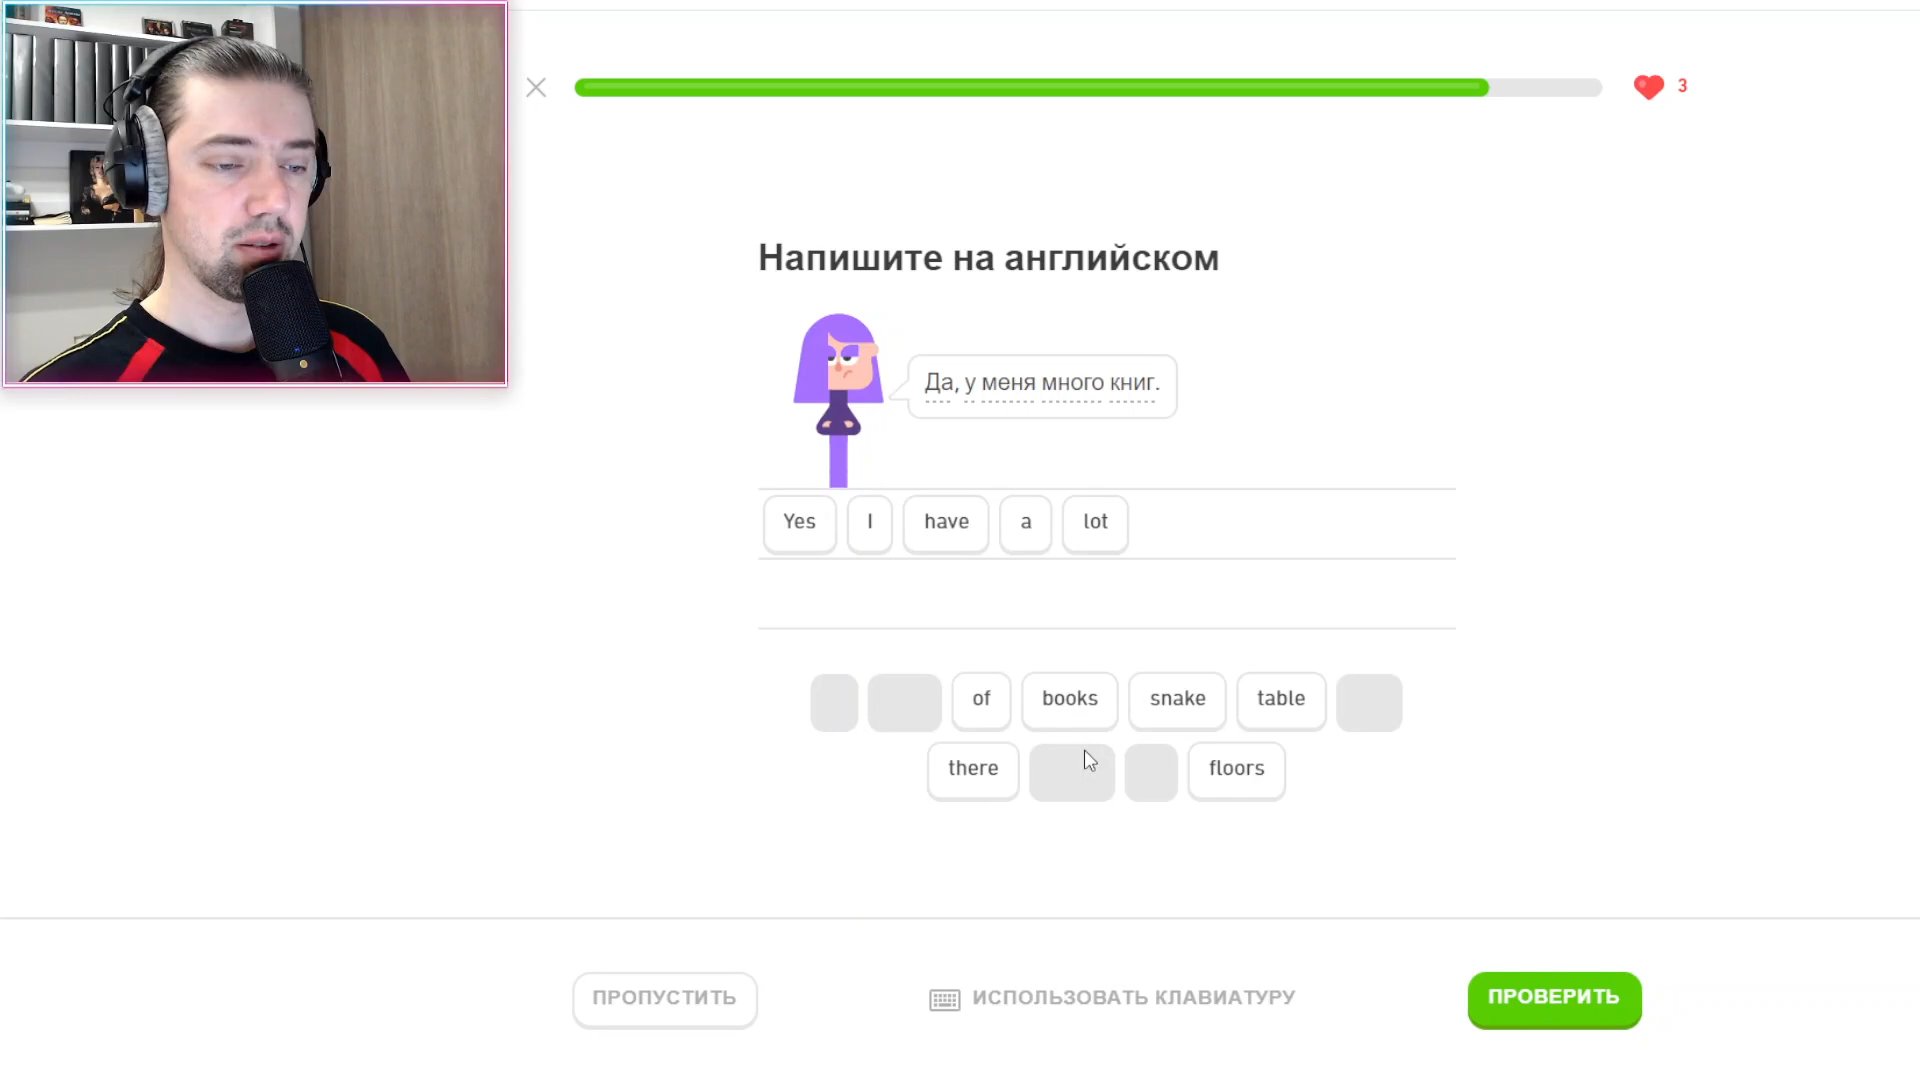 3
Напишите на английском
Да, у меня много книг.
Yes I have a lot
of books snake table
there floors
ПРОПУСТИТЬ ИСПОЛЬЗОВАТЬ КЛАВИАТУРУ ПРОВЕРИТЬ